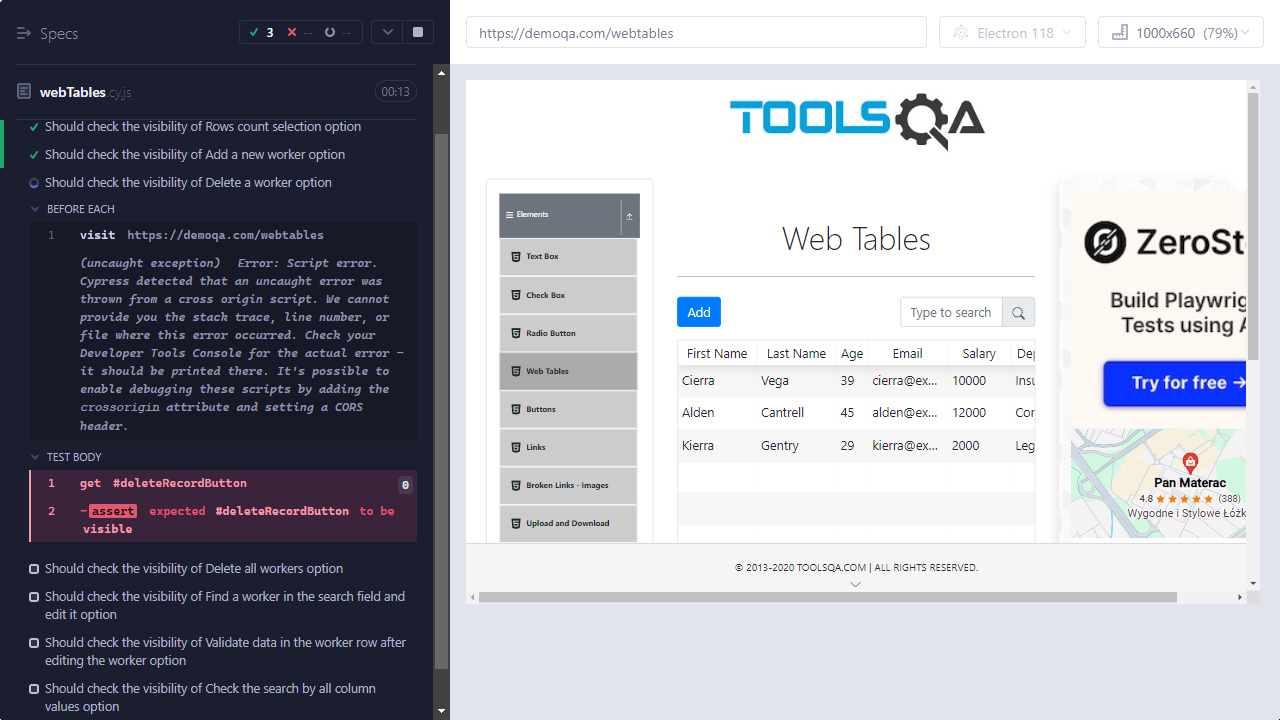 Specs
3
--
--
https://demoqa.com/webtables
Electron 118
1000x660 (79%)
webTables.cy.js
00:13
Should check the visibility of Rows count selection option
Should check the visibility of Add a new worker option
Should check the visibility of Delete a worker option
BEFORE EACH
1 visit https://demoqa.com/webtables
(uncaught exception) Error: Script error.
Cypress detected that an uncaught error was
thrown from a cross origin script. We cannot
provide you the stack trace, line number, or
file where this error occurred. Check your
Developer Tools Console for the actual error –
it should be printed there. It's possible to
enable debugging these scripts by adding the
crossorigin attribute and setting a CORS
header.
TEST BODY
1 get #deleteRecordButton 0
2 -assert expected #deleteRecordButton to be
visible
Should check the visibility of Delete all workers option
Should check the visibility of Find a worker in the search field and
edit it option
Should check the visibility of Validate data in the worker row after
editing the worker option
Should check the visibility of Check the search by all column
values option
TOOLSQA
Elements
Text Box
Check Box
Radio Button
Web Tables
Buttons
Links
Broken Links - Images
Upload and Download
Web Tables
Add
Type to search
First Name Last Name Age Email Salary Dep
Cierra Vega 39 cierra@ex... 10000 Insu
Alden Cantrell 45 alden@ex... 12000 Cor
Kierra Gentry 29 kierra@ex... 2000 Leg
ZeroSt
Build Playwrig
Tests using A
Try for free →
Pan Materac
4.8 (388)
Wygodne i Stylowe Łóżk
© 2013-2020 TOOLSQA.COM | ALL RIGHTS RESERVED.